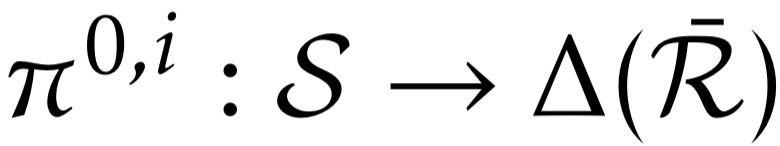 π^{0,i} : 𝒮 → Δ(ℛ̄)